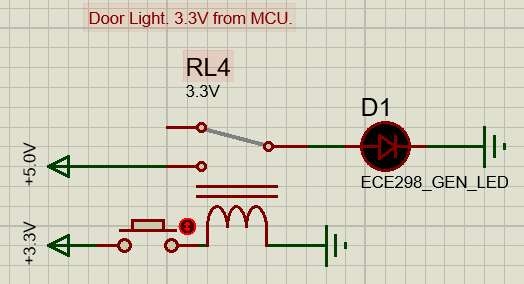 Door Light. 3.3V from MCU.
RL4
3.3V
D1
+5.0V
ECE298_GEN_LED
+3.3V